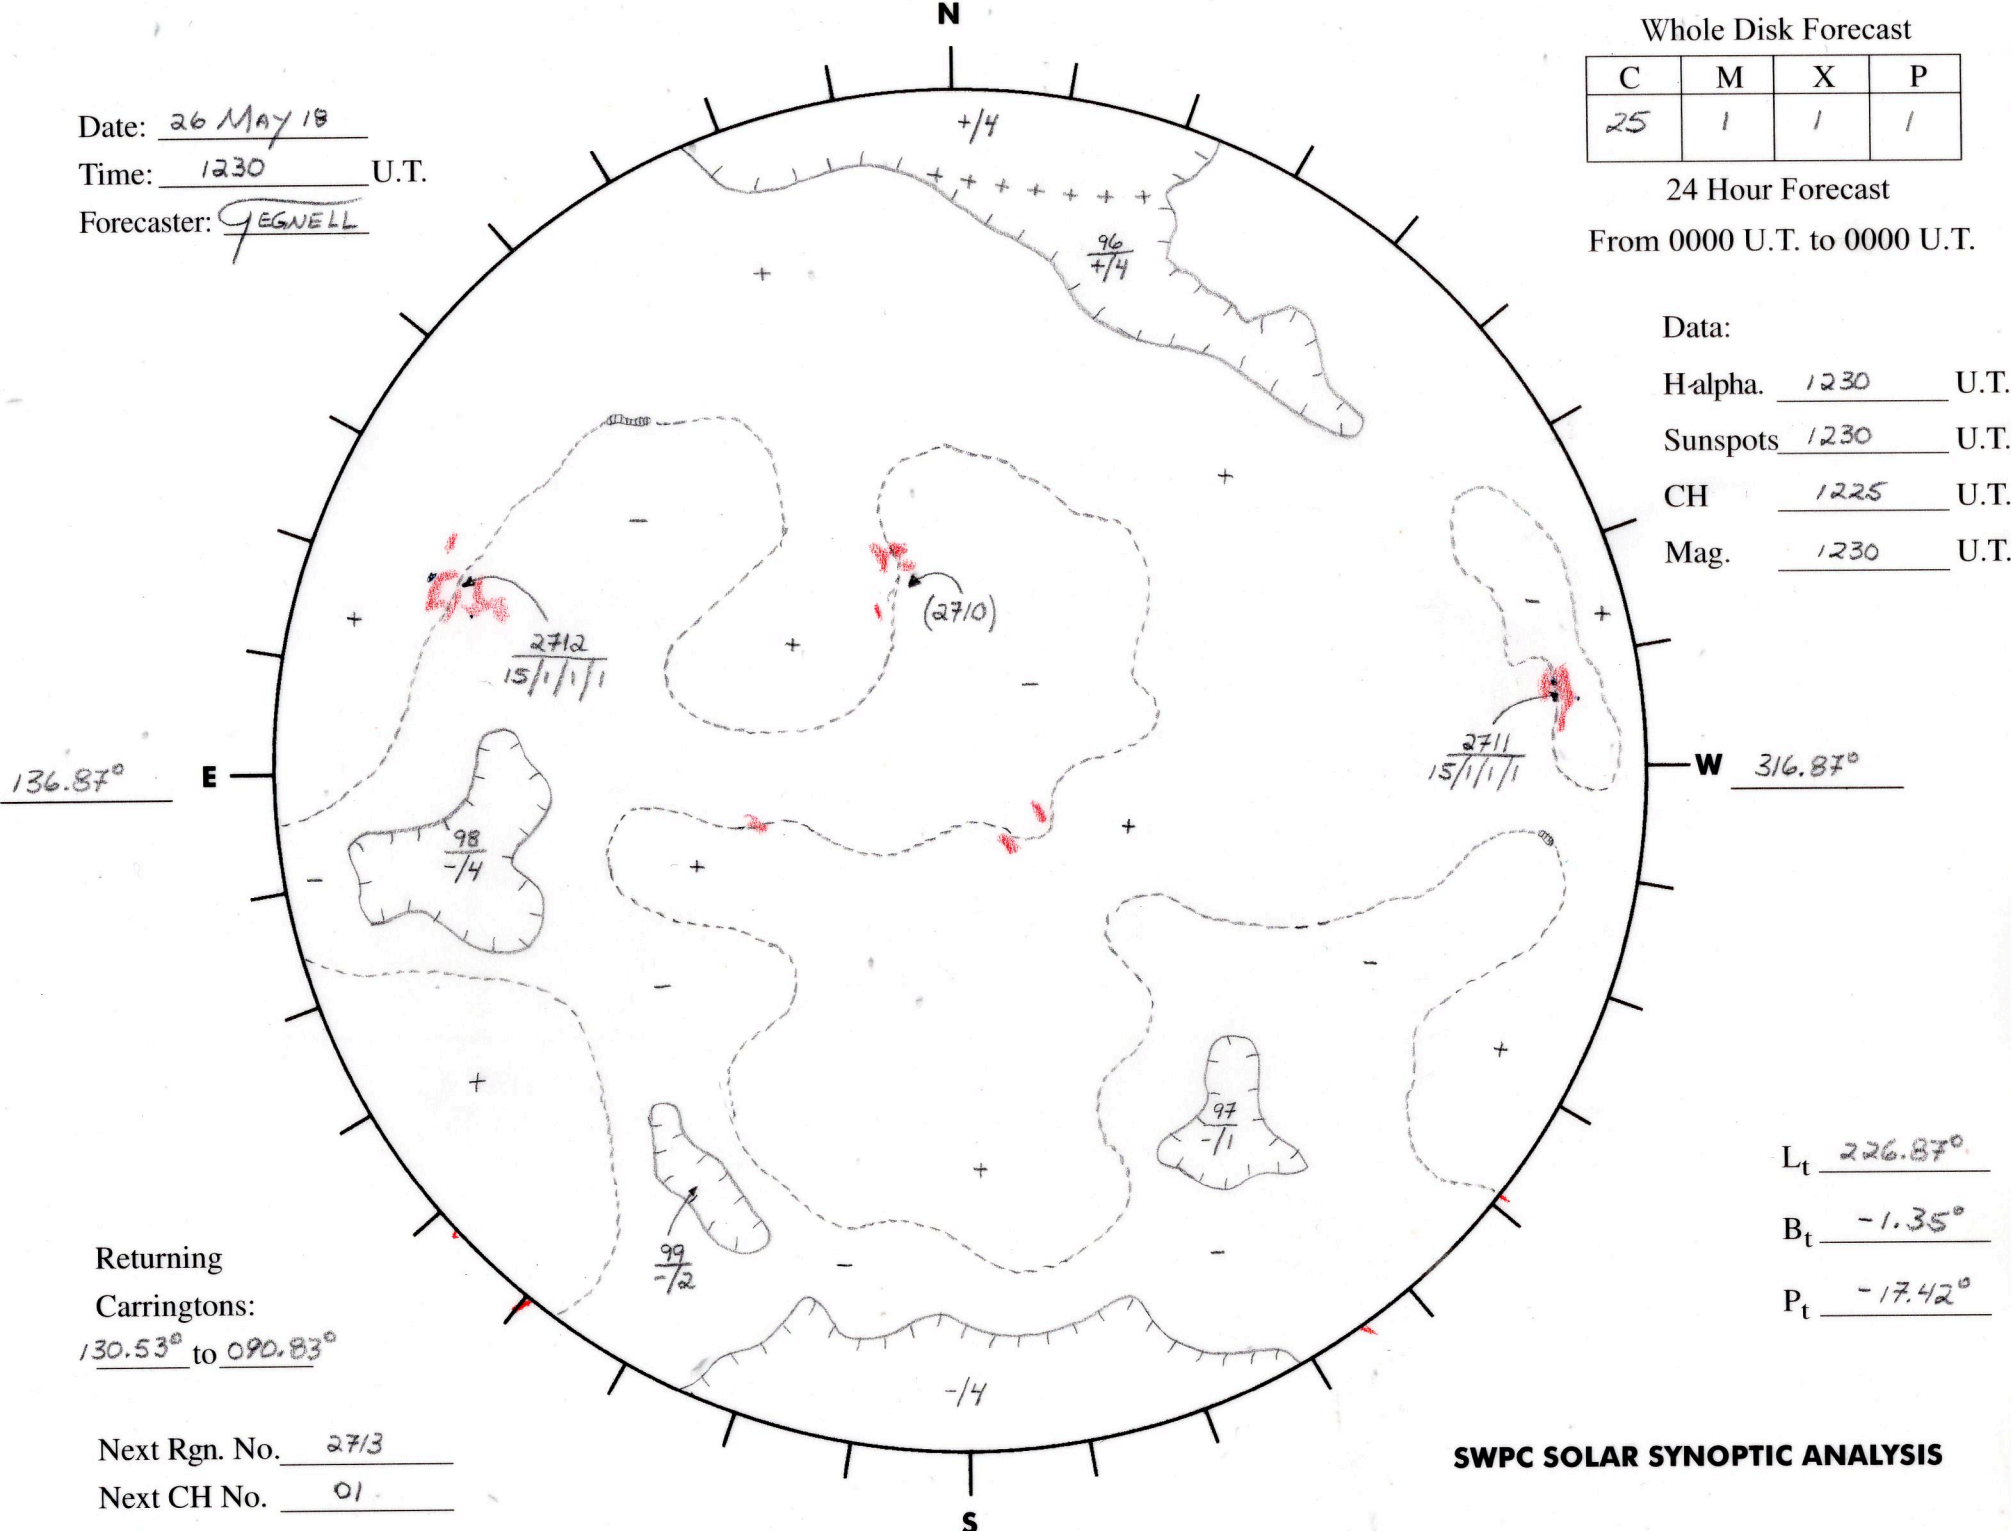 N
Date: 26 MAY 18
Time: 1230 U.T.
Forecaster: GEGNELL
Whole Disk Forecast
C M X P
25 1 1 1
24 Hour Forecast
From 0000 U.T. to 0000 U.T.
Data:
H-alpha. 1230 U.T.
Sunspots 1230 U.T.
CH 1225 U.T.
Mag. 1230 U.T.
+/4
+ + + + + + +
96
+/4
+
+
-
(2710)
+
-
+
2712
15/1/1/1
+
-
2711
15/1/1/1
136.87° E
W 316.87°
98
-/4
-
+
+
-
-
+
+
97
-/1
+
99
-/2
-
-
-/4
Lt 226.87°
Bt -1.35°
Pt -17.42°
Returning
Carringtons:
130.53° to 090.83°
Next Rgn. No. 2713
Next CH No. 01
SWPC SOLAR SYNOPTIC ANALYSIS
S